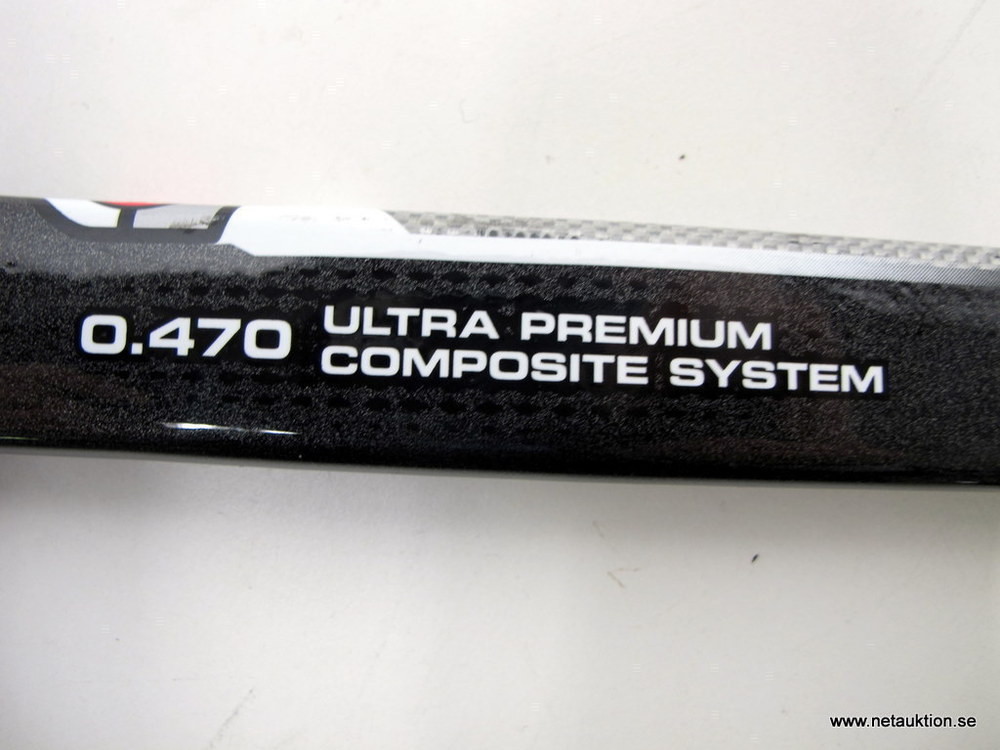 0.470 ULTRA PREMIUM
COMPOSITE SYSTEM
www.netauktion.se